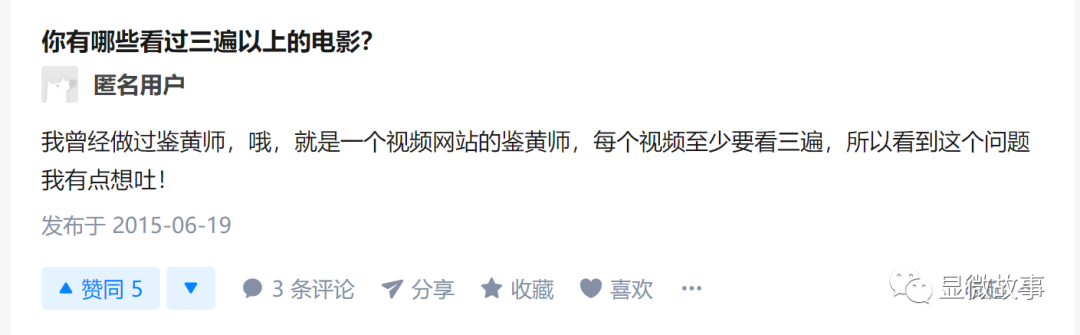 你有哪些看过三遍以上的电影？
匿名用户
我曾经做过鉴黄师，哦，就是一个视频网站的鉴黄师，每个视频至少要看三遍，所以看到这个问题
我有点想吐！
发布于 2015-06-19
赞同 5 3 条评论 分享 收藏 喜欢 ···
显微故事